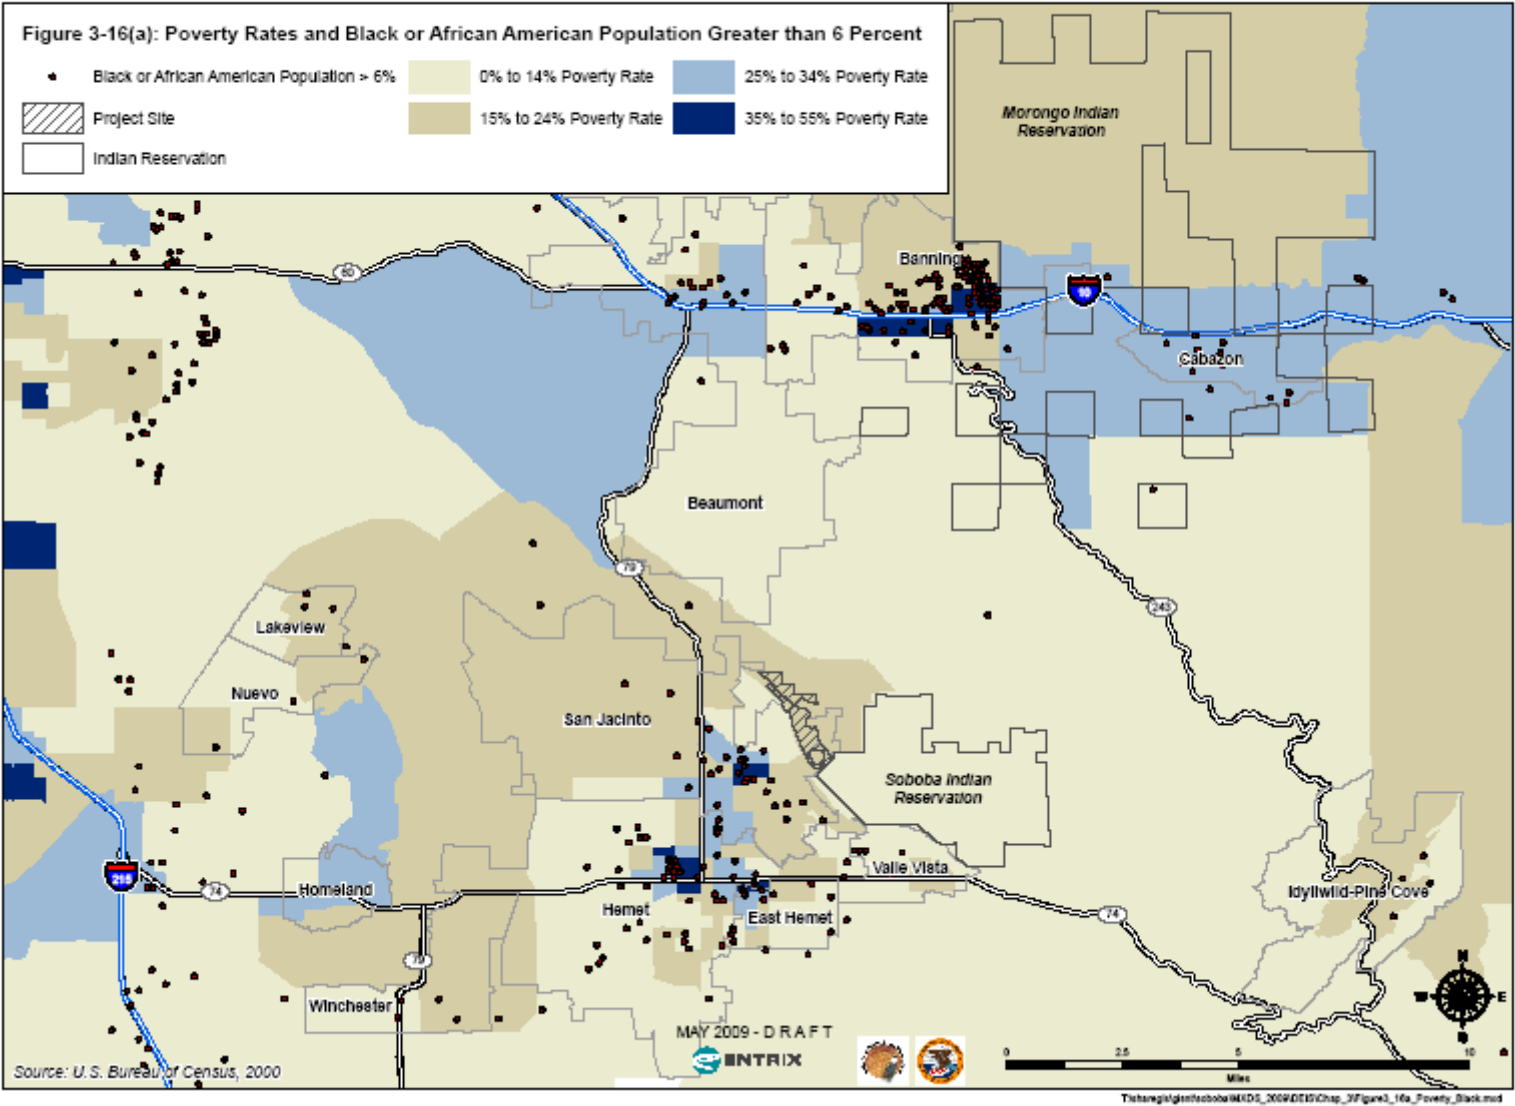 Figure 3-16(a): Poverty Rates and Black or African American Population Greater than 6 Percent
Black or African American Population > 6%
0% to 14% Poverty Rate
25% to 34% Poverty Rate
Project Site
15% to 24% Poverty Rate
35% to 55% Poverty Rate
Indian Reservation
Morongo Indian
Reservation
Banning
60
10
Cabazon
Beaumont
79
243
Lakeview
Nuevo
San Jacinto
Soboba Indian
Reservation
Valle Vista
215
74
Homeland
Idyllwild-Pine Cove
Hemet
East Hemet
74
79
Winchester
N
W
E
S
MAY 2009 - DRAFT
ENTRIX
0
2.5
5
10
Miles
Source: U.S. Bureau of Census, 2000